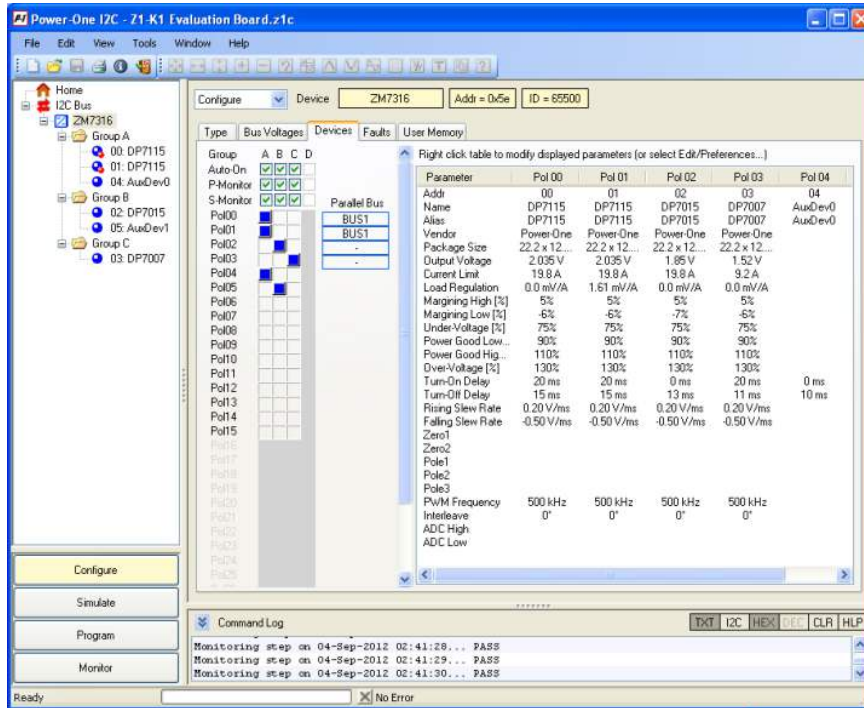 Power-One I2C - Z1-K1 Evaluation Board.z1c
File Edit View Tools Window Help
Home
I2C Bus
ZM7316
Group A
00: DP7115
01: DP7115
04: AuxDev0
Group B
02: DP7015
05: AuxDev1
Group C
03: DP7007
Configure
Simulate
Program
Monitor
Configure Device ZM7316 Addr = 0x5e ID = 65500
Type Bus Voltages Devices Faults User Memory
Group A B C D
Auto-On
P-Monitor
S-Monitor Parallel Bus
Pol00 BUS1
Pol01 BUS1
Pol02 -
Pol03 -
Pol04
Pol05
Pol06
Pol07
Pol08
Pol09
Pol10
Pol11
Pol12
Pol13
Pol14
Pol15
Pol16
Pol17
Pol18
Pol19
Pol20
Pol21
Pol22
Pol23
Pol24
Pol25
Right click table to modify displayed parameters (or select Edit/Preferences...)
Parameter Pol 00 Pol 01 Pol 02 Pol 03 Pol 04
Addr 00 01 02 03 04
Name DP7115 DP7115 DP7015 DP7007 AuxDev0
Alias DP7115 DP7115 DP7015 DP7007 AuxDev0
Vendor Power-One Power-One Power-One Power-One
Package Size 22.2 x 12.... 22.2 x 12.... 22.2 x 12.... 22.2 x 12....
Output Voltage 2.035 V 2.035 V 1.85 V 1.52 V
Current Limit 19.8 A 19.8 A 19.8 A 9.2 A
Load Regulation 0.0 mV/A 1.61 mV/A 0.0 mV/A 0.0 mV/A
Margining High [%] 5% 5% 5% 5%
Margining Low [%] -6% -6% -7% -6%
Under-Voltage [%] 75% 75% 75% 75%
Power Good Low... 90% 90% 90% 90%
Power Good Hig... 110% 110% 110% 110%
Over-Voltage [%] 130% 130% 130% 130%
Turn-On Delay 20 ms 20 ms 0 ms 20 ms 0 ms
Turn-Off Delay 15 ms 15 ms 13 ms 11 ms 10 ms
Rising Slew Rate 0.20 V/ms 0.20 V/ms 0.20 V/ms 0.20 V/ms
Falling Slew Rate -0.50 V/ms -0.50 V/ms -0.50 V/ms -0.50 V/ms
Zero1
Zero2
Pole1
Pole2
Pole3
PWM Frequency 500 kHz 500 kHz 500 kHz 500 kHz
Interleave 0° 0° 0° 0°
ADC High
ADC Low
Command Log TXT I2C HEX DEC CLR HLP
Monitoring step on 04-Sep-2012 02:41:28... PASS
Monitoring step on 04-Sep-2012 02:41:29... PASS
Monitoring step on 04-Sep-2012 02:41:30... PASS
Ready No Error